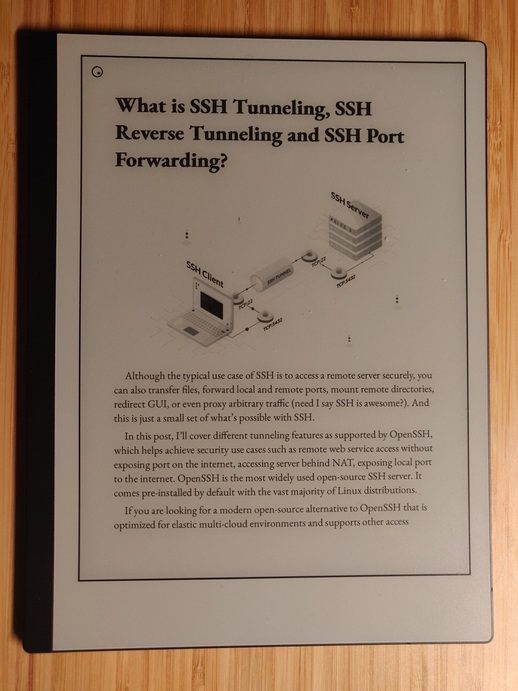 What is SSH Tunneling, SSH
Reverse Tunneling and SSH Port
Forwarding?
SSH Server
SSH Client
SSH TUNNEL
TCP:22
TCP:22
TCP:5432
TCP:5432
Although the typical use case of SSH is to access a remote server securely, you
can also transfer files, forward local and remote ports, mount remote directories,
redirect GUI, or even proxy arbitrary traffic (need I say SSH is awesome?). And
this is just a small set of what's possible with SSH.
In this post, I'll cover different tunneling features as supported by OpenSSH,
which helps achieve security use cases such as remote web service access without
exposing port on the internet, accessing server behind NAT, exposing local port
to the internet. OpenSSH is the most widely used open-source SSH server. It
comes pre-installed by default with the vast majority of Linux distributions.
If you are looking for a modern open-source alternative to OpenSSH that is
optimized for elastic multi-cloud environments and supports other access